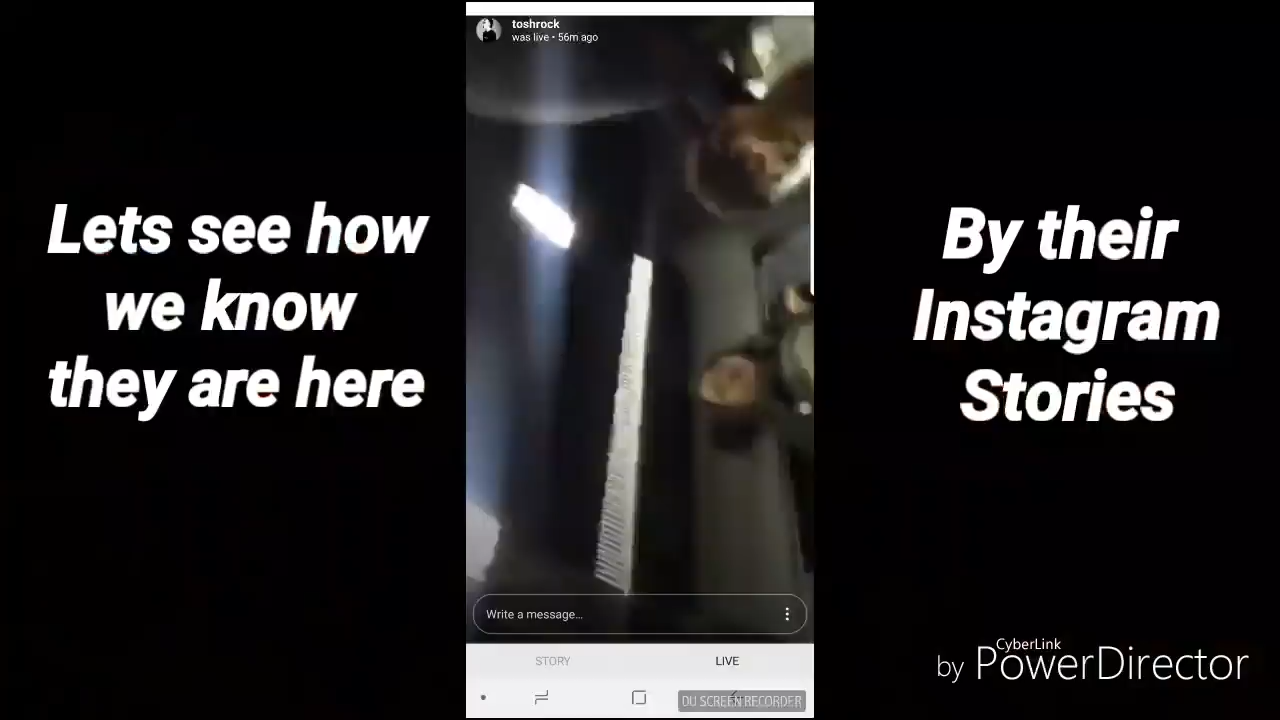 toshrock
was live • 56m ago
Lets see how
we know
they are here
By their
Instagram
Stories
Write a message...
STORY
LIVE
DU SCREEN RECORDER
CyberLink
by PowerDirector